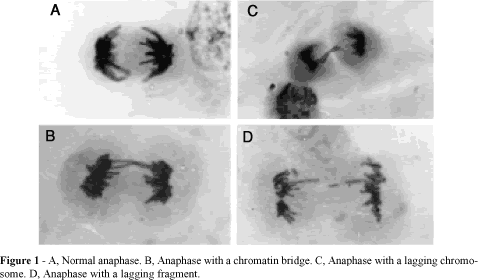 A
C
B
D
Figure 1 - A, Normal anaphase. B, Anaphase with a chromatin bridge. C, Anaphase with a lagging chromo-
some. D, Anaphase with a lagging fragment.